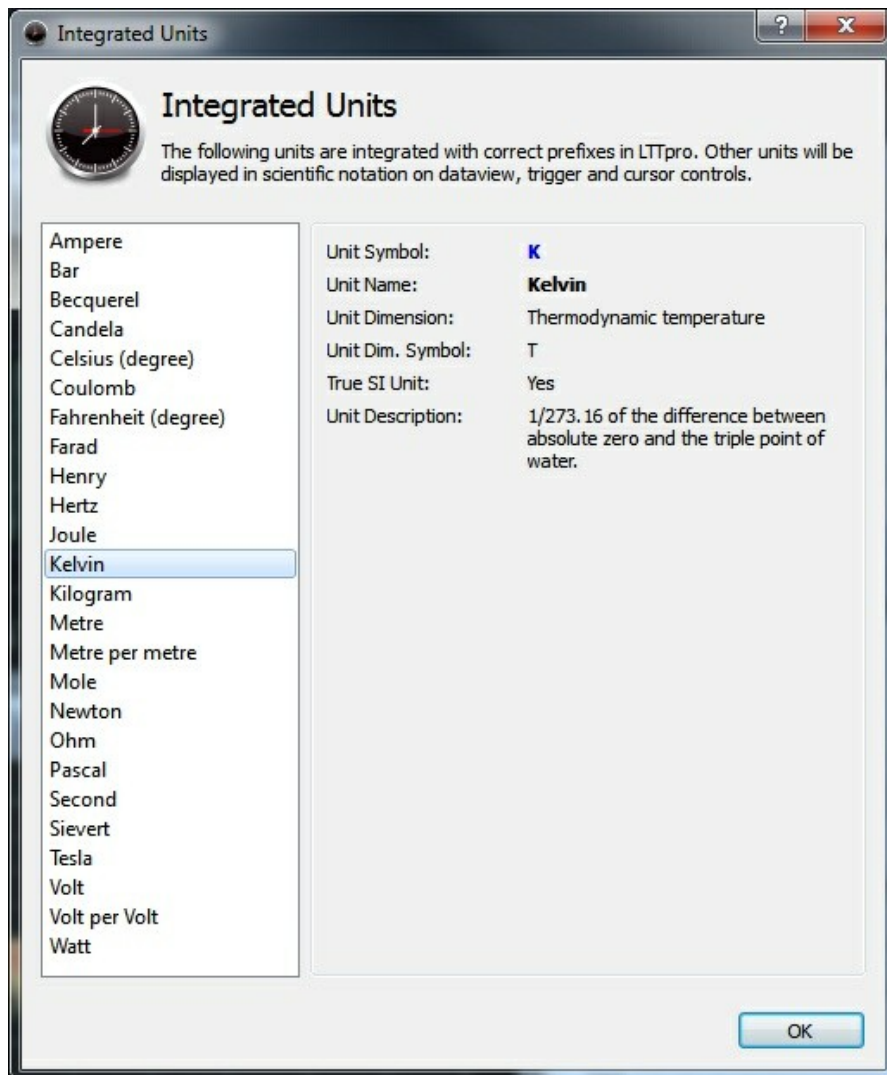 Integrated Units
?
X
Integrated Units
The following units are integrated with correct prefixes in LTTpro. Other units will be
displayed in scientific notation on dataview, trigger and cursor controls.
Ampere
Bar
Becquerel
Candela
Celsius (degree)
Coulomb
Fahrenheit (degree)
Farad
Henry
Hertz
Joule
Kelvin
Kilogram
Metre
Metre per metre
Mole
Newton
Ohm
Pascal
Second
Sievert
Tesla
Volt
Volt per Volt
Watt
Unit Symbol: K
Unit Name: Kelvin
Unit Dimension: Thermodynamic temperature
Unit Dim. Symbol: T
True SI Unit: Yes
Unit Description: 1/273.16 of the difference between
absolute zero and the triple point of
water.
OK